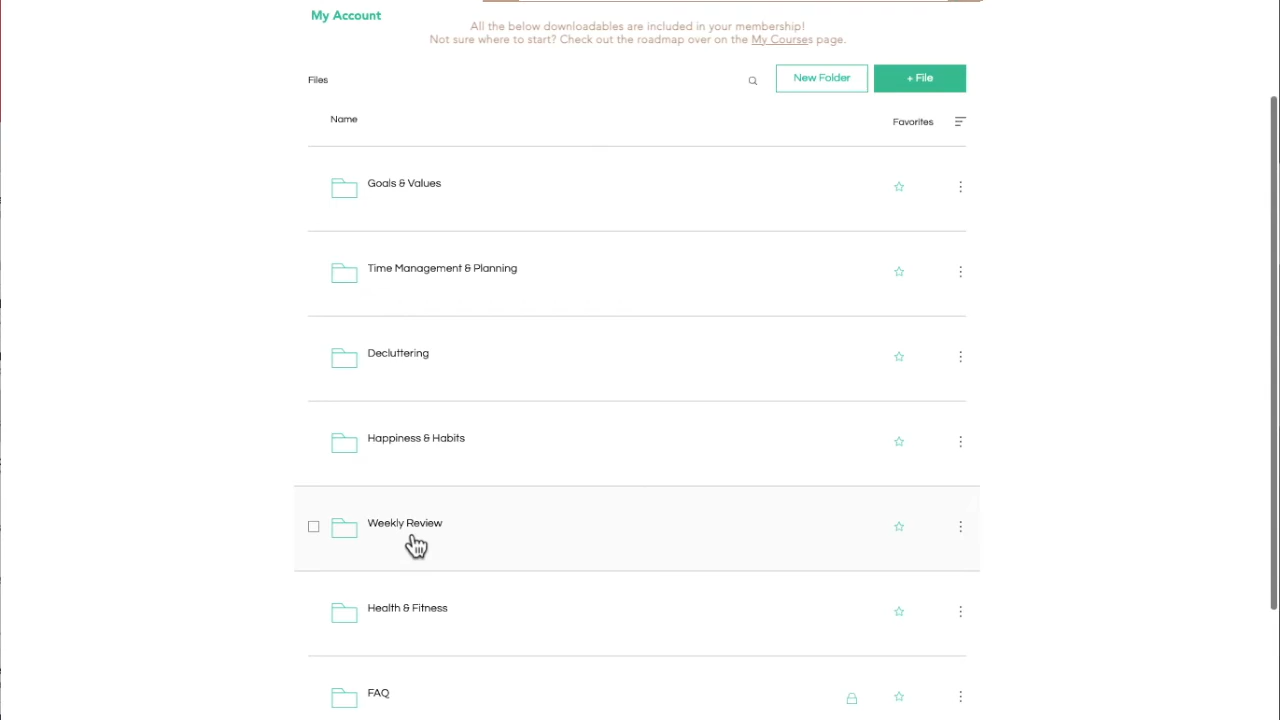 My Account
All the below downloadables are included in your membership!
Not sure where to start? Check out the roadmap over on the My Courses page.
Files
New Folder
+ File
Name
Favorites
Goals & Values
Time Management & Planning
Decluttering
Happiness & Habits
Weekly Review
Health & Fitness
FAQ